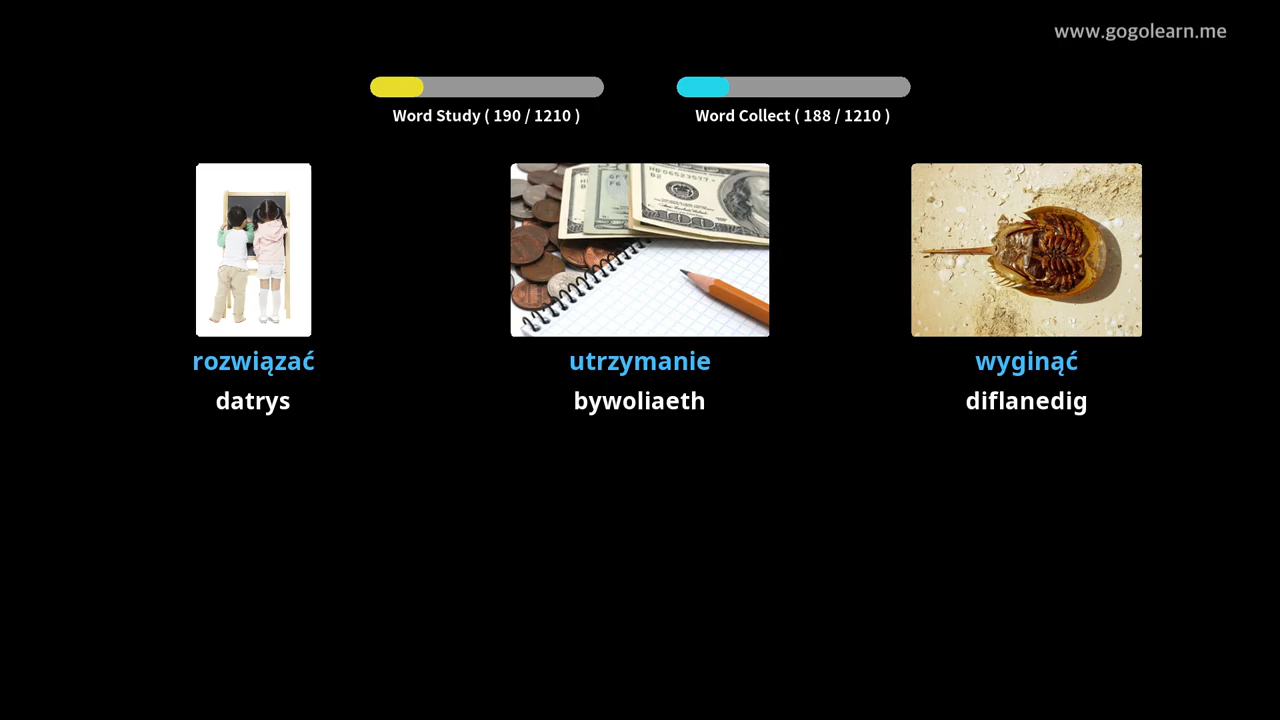 www.gogolearn.me
Word Study ( 190 / 1210 )
Word Collect ( 188 / 1210 )
rozwiązać
utrzymanie
wyginąć
datrys
bywoliaeth
diflanedig